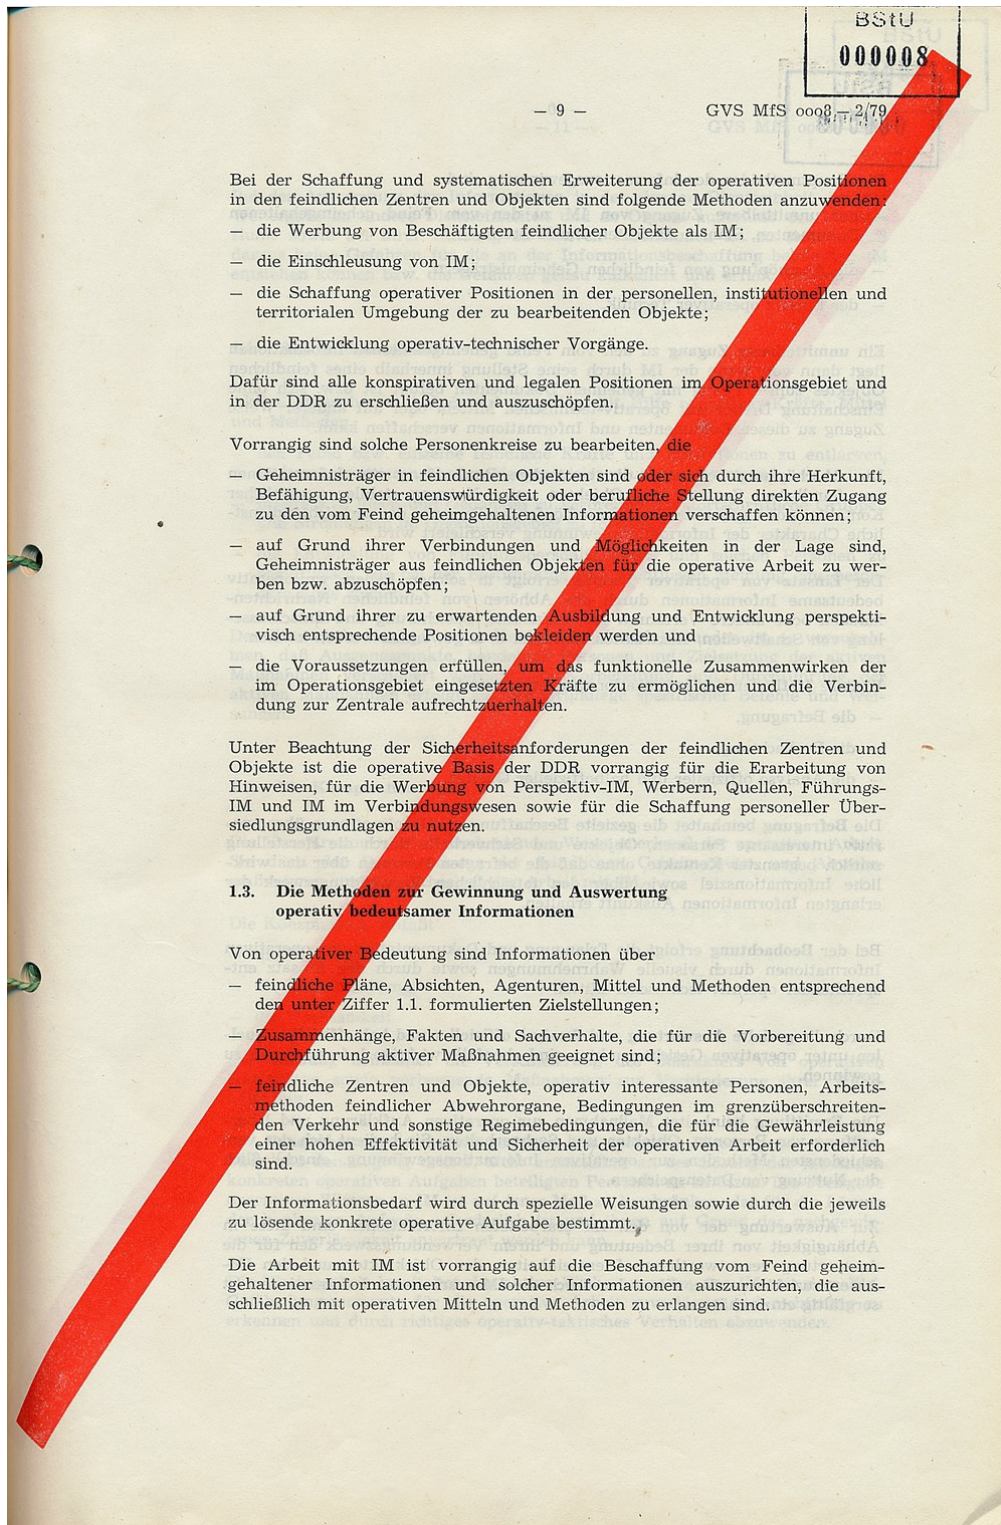 BStU
000008
— 9 —
GVS MfS ooo8 — 2/79
Bei der Schaffung und systematischen Erweiterung der operativen Positionen
in den feindlichen Zentren und Objekten sind folgende Methoden anzuwenden:
— die Werbung von Beschäftigten feindlicher Objekte als IM;
— die Einschleusung von IM;
— die Schaffung operativer Positionen in der personellen, institutionellen und
territorialen Umgebung der zu bearbeitenden Objekte;
— die Entwicklung operativ-technischer Vorgänge.
Dafür sind alle konspirativen und legalen Positionen im Operationsgebiet und
in der DDR zu erschließen und auszuschöpfen.
Vorrangig sind solche Personenkreise zu bearbeiten, die
— Geheimnisträger in feindlichen Objekten sind oder sich durch ihre Herkunft,
Befähigung, Vertrauenswürdigkeit oder berufliche Stellung direkten Zugang
zu den vom Feind geheimgehaltenen Informationen verschaffen können;
— auf Grund ihrer Verbindungen und Möglichkeiten in der Lage sind,
Geheimnisträger aus feindlichen Objekten für die operative Arbeit zu wer-
ben bzw. abzuschöpfen;
— auf Grund ihrer zu erwartenden Ausbildung und Entwicklung perspekti-
visch entsprechende Positionen bekleiden werden und
— die Voraussetzungen erfüllen, um das funktionelle Zusammenwirken der
im Operationsgebiet eingesetzten Kräfte zu ermöglichen und die Verbin-
dung zur Zentrale aufrechtzuerhalten.
Unter Beachtung der Sicherheitsanforderungen der feindlichen Zentren und
Objekte ist die operative Basis der DDR vorrangig für die Erarbeitung von
Hinweisen, für die Werbung von Perspektiv-IM, Werbern, Quellen, Führungs-
IM und IM im Verbindungswesen sowie für die Schaffung personeller Über-
siedlungsgrundlagen zu nutzen.
1.3. Die Methoden zur Gewinnung und Auswertung
operativ bedeutsamer Informationen
Von operativer Bedeutung sind Informationen über
— feindliche Pläne, Absichten, Agenturen, Mittel und Methoden entsprechend
den unter Ziffer 1.1. formulierten Zielstellungen;
— Zusammenhänge, Fakten und Sachverhalte, die für die Vorbereitung und
Durchführung aktiver Maßnahmen geeignet sind;
— feindliche Zentren und Objekte, operativ interessante Personen, Arbeits-
methoden feindlicher Abwehrorgane, Bedingungen im grenzüberschreiten-
den Verkehr und sonstige Regimebedingungen, die für die Gewährleistung
einer hohen Effektivität und Sicherheit der operativen Arbeit erforderlich
sind.
Der Informationsbedarf wird durch spezielle Weisungen sowie durch die jeweils
zu lösende konkrete operative Aufgabe bestimmt.
Die Arbeit mit IM ist vorrangig auf die Beschaffung vom Feind geheim-
gehaltener Informationen und solcher Informationen auszurichten, die aus-
schließlich mit operativen Mitteln und Methoden zu erlangen sind.